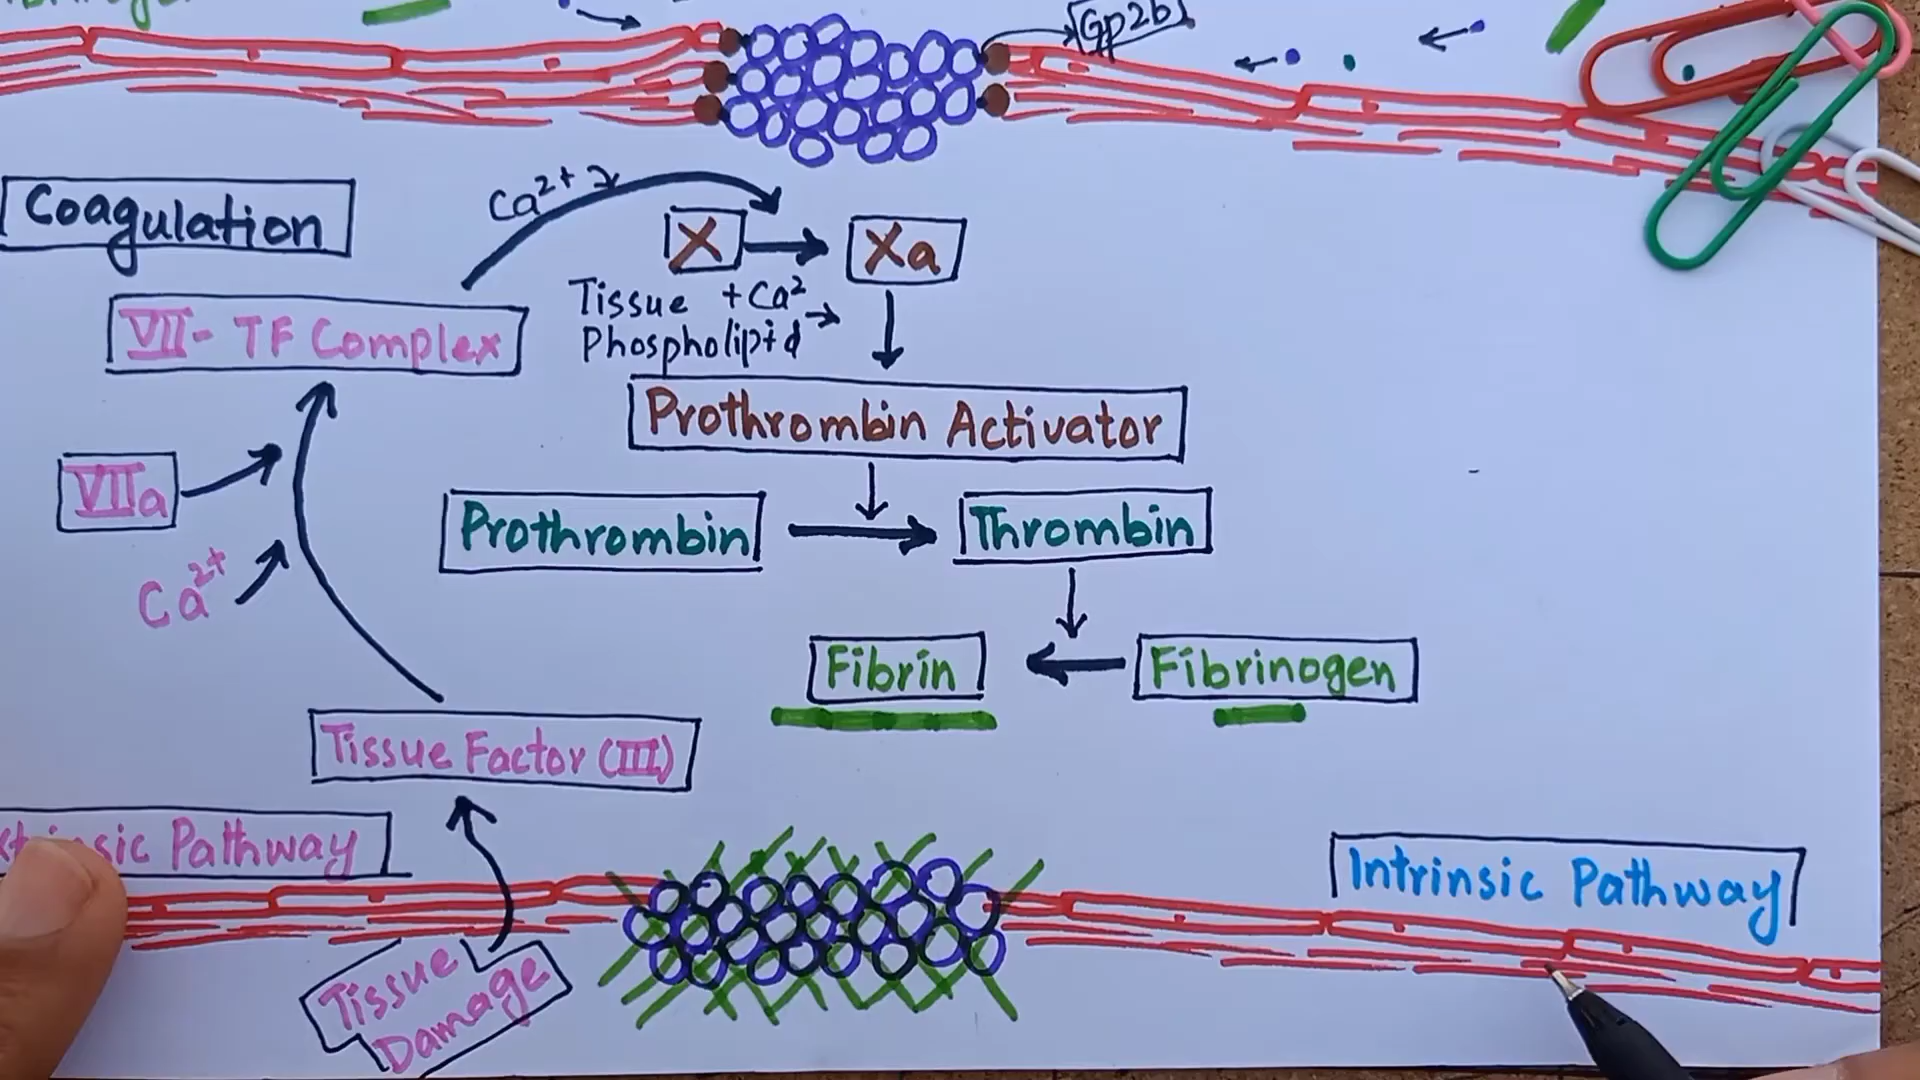 Gp2b
Coagulation
Ca2+
X
Xa
Tissue + Ca2
Phospholipid
VII- TF Complex
Prothrombin Activator
VIIa
Prothrombin
Thrombin
Ca2+
Fibrin
Fibrinogen
Tissue Factor (III)
Pathway
Intrinsic Pathway
Tissue
Damage